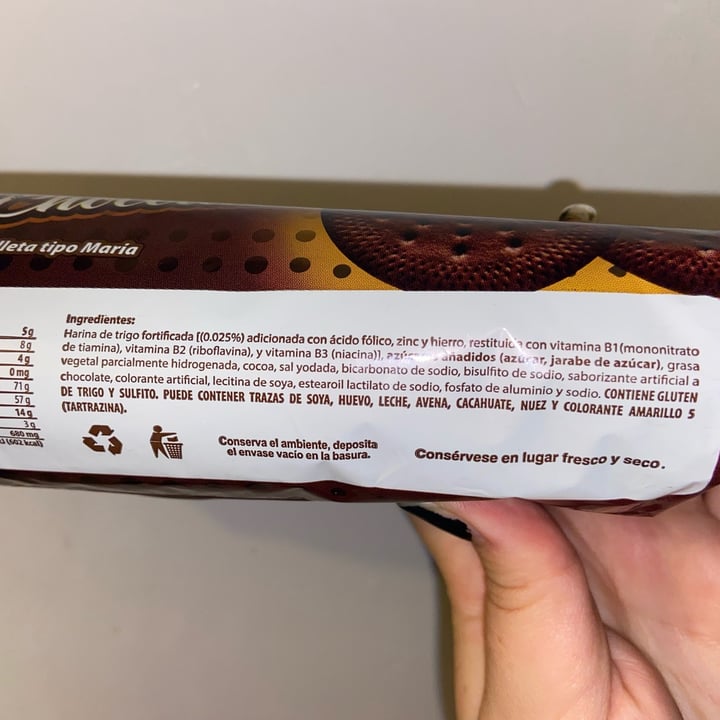 lleta tipo María
5g
8g
4g
0mg
71g
57g
14g
3g
680 mg
(602 kcal)
Ingredientes:
Harina de trigo fortificada [(0.025%) adicionada con ácido fólico, zinc y hierro, restituida con vitamina B1(mononitrato
de tiamina), vitamina B2 (riboflavina), y vitamina B3 (niacina)], azúcares añadidos (azúcar, jarabe de azúcar), grasa
vegetal parcialmente hidrogenada, cocoa, sal yodada, bicarbonato de sodio, bisulfito de sodio, saborizante artificial a
chocolate, colorante artificial, lecitina de soya, estearoil lactilato de sodio, fosfato de aluminio y sodio. CONTIENE GLUTEN
DE TRIGO Y SULFITO. PUEDE CONTENER TRAZAS DE SOYA, HUEVO, LECHE, AVENA, CACAHUATE, NUEZ Y COLORANTE AMARILLO 5
(TARTRAZINA).
Conserva el ambiente, deposita
el envase vacío en la basura.
Consérvese en lugar fresco y seco.